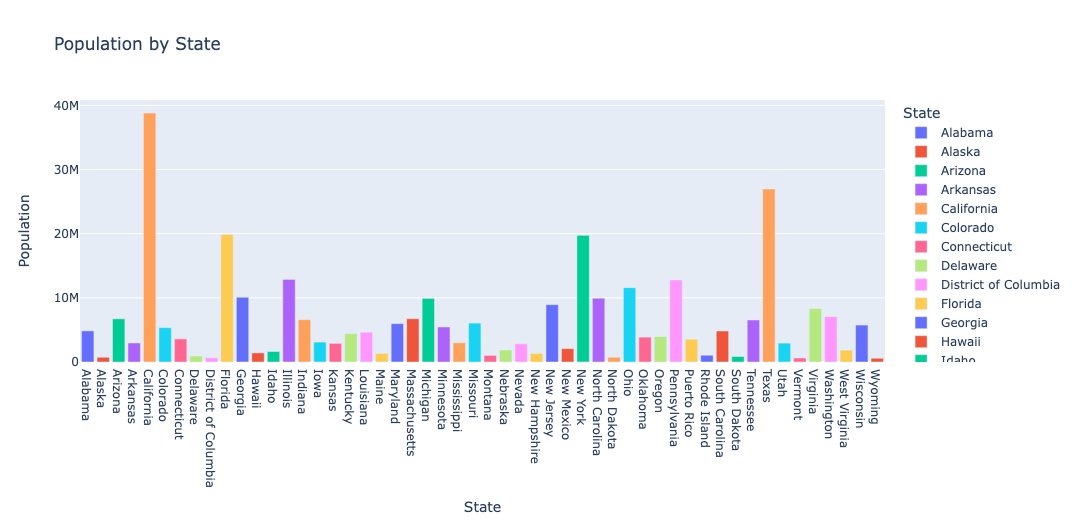 Population by State
Population
40M
30M
20M
10M
0
Alabama
Alaska
Arizona
Arkansas
California
Colorado
Connecticut
Delaware
District of Columbia
Florida
Georgia
Hawaii
Idaho
Illinois
Indiana
Iowa
Kansas
Kentucky
Louisiana
Maine
Maryland
Massachusetts
Michigan
Minnesota
Mississippi
Missouri
Montana
Nebraska
Nevada
New Hampshire
New Jersey
New Mexico
New York
North Carolina
North Dakota
Ohio
Oklahoma
Oregon
Pennsylvania
Puerto Rico
Rhode Island
South Carolina
South Dakota
Tennessee
Texas
Utah
Vermont
Virginia
Washington
West Virginia
Wisconsin
Wyoming
State
State
Alabama
Alaska
Arizona
Arkansas
California
Colorado
Connecticut
Delaware
District of Columbia
Florida
Georgia
Hawaii
Idaho